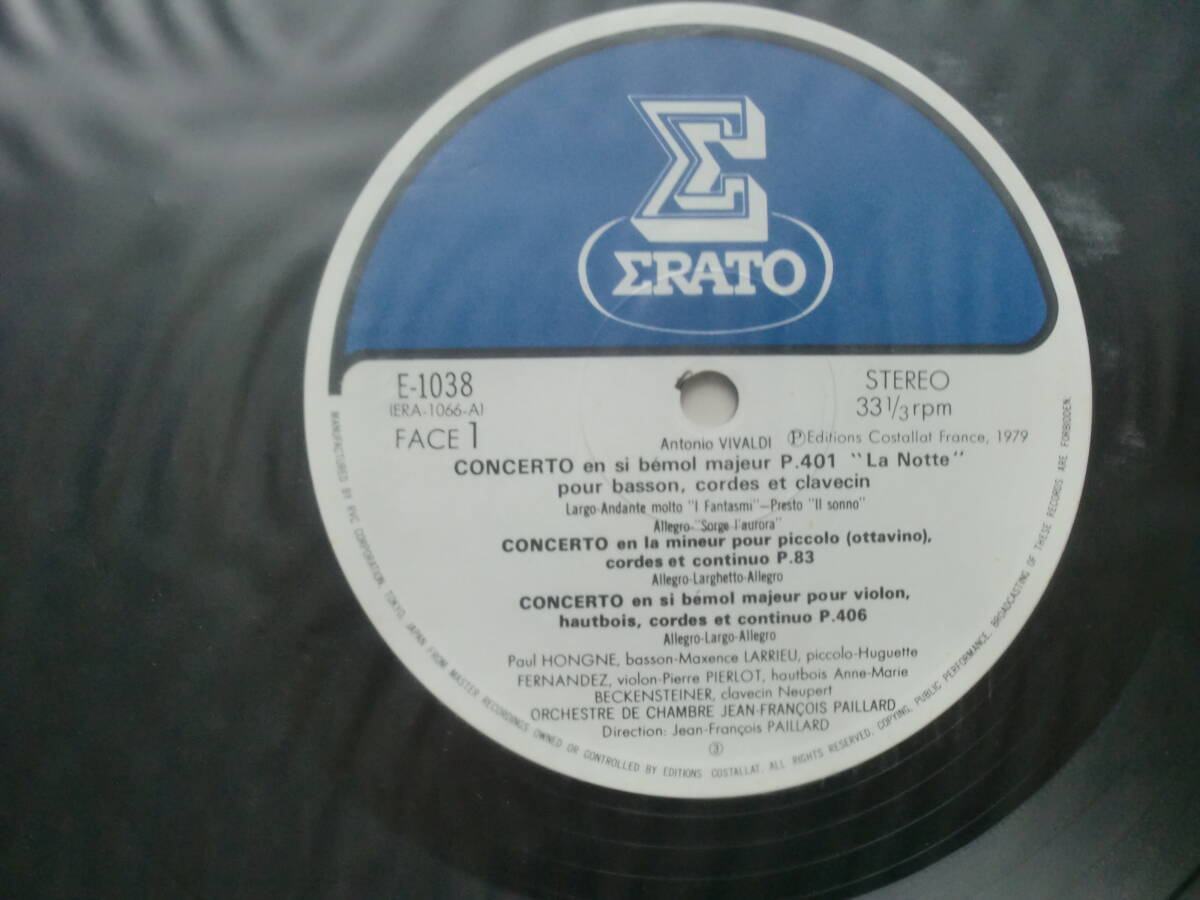 Σ
ΣRATO
E-1038
(ERA-1066-A)
FACE 1
STEREO
33 1/3 rpm
Antonio VIVALDI ⓅEditions Costallat France, 1979
CONCERTO en si bémol majeur P.401 "La Notte"
pour basson, cordes et clavecin
Largo-Andante molto "I Fantasmi"—Presto "Il sonno"
Allegro-"Sorge l'aurora"
CONCERTO en la mineur pour piccolo (ottavino),
cordes et continuo P.83
Allegro-Larghetto-Allegro
CONCERTO en si bémol majeur pour violon,
hautbois, cordes et continuo P.406
Allegro-Largo-Allegro
Paul HONGNE, basson-Maxence LARRIEU, piccolo-Huguette
FERNANDEZ, violon-Pierre PIERLOT, hautbois Anne-Marie
BECKENSTEINER, clavecin Neupert
ORCHESTRE DE CHAMBRE JEAN-FRANÇOIS PAILLARD
Direction: Jean-François PAILLARD
③
MANUFACTURED BY RVC CORPORATION, TOKYO, JAPAN FROM MASTER RECORDINGS OWNED OR CONTROLLED BY EDITIONS COSTALLAT. ALL RIGHTS RESERVED. COPYING, PUBLIC PERFORMANCE, BROADCASTING OF THESE RECORDS ARE FORBIDDEN.